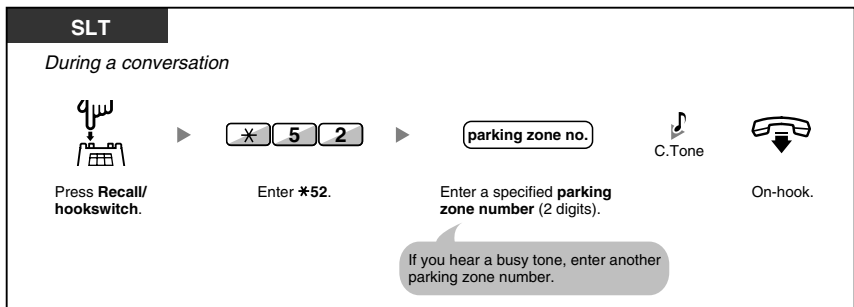 SLT
During a conversation
✱ 5 2
parking zone no.
C.Tone
Press Recall/
hookswitch.
Enter ✱52.
Enter a specified parking
zone number (2 digits).
On-hook.
If you hear a busy tone, enter another
parking zone number.